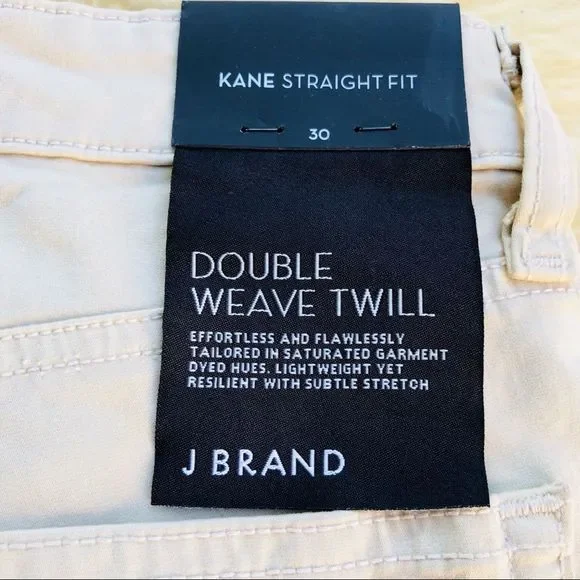 KANE STRAIGHT FIT
30
DOUBLE
WEAVE TWILL
EFFORTLESS AND FLAWLESSLY
TAILORED IN SATURATED GARMENT
DYED HUES. LIGHTWEIGHT YET
RESILIENT WITH SUBTLE STRETCH
J BRAND